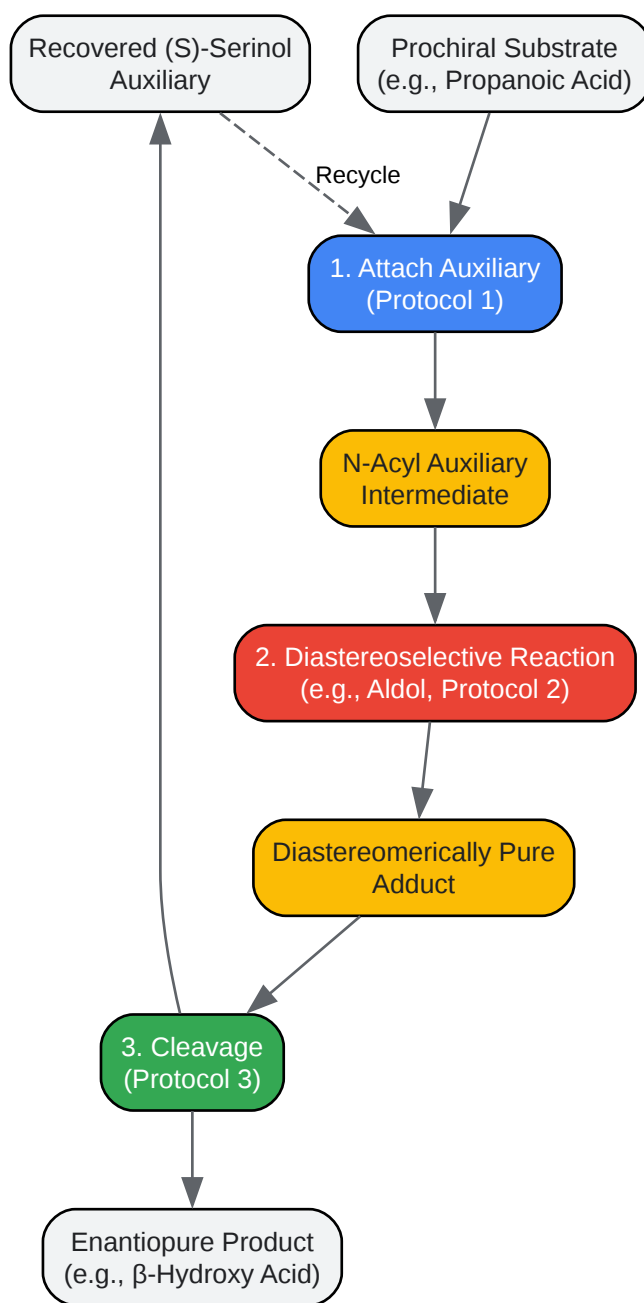 Recovered (S)-Serinol
Auxiliary
Prochiral Substrate
(e.g., Propanoic Acid)
Recycle
1. Attach Auxiliary
(Protocol 1)
N-Acyl Auxiliary
Intermediate
2. Diastereoselective Reaction
(e.g., Aldol, Protocol 2)
Diastereomerically Pure
Adduct
3. Cleavage
(Protocol 3)
Enantiopure Product
(e.g., β-Hydroxy Acid)